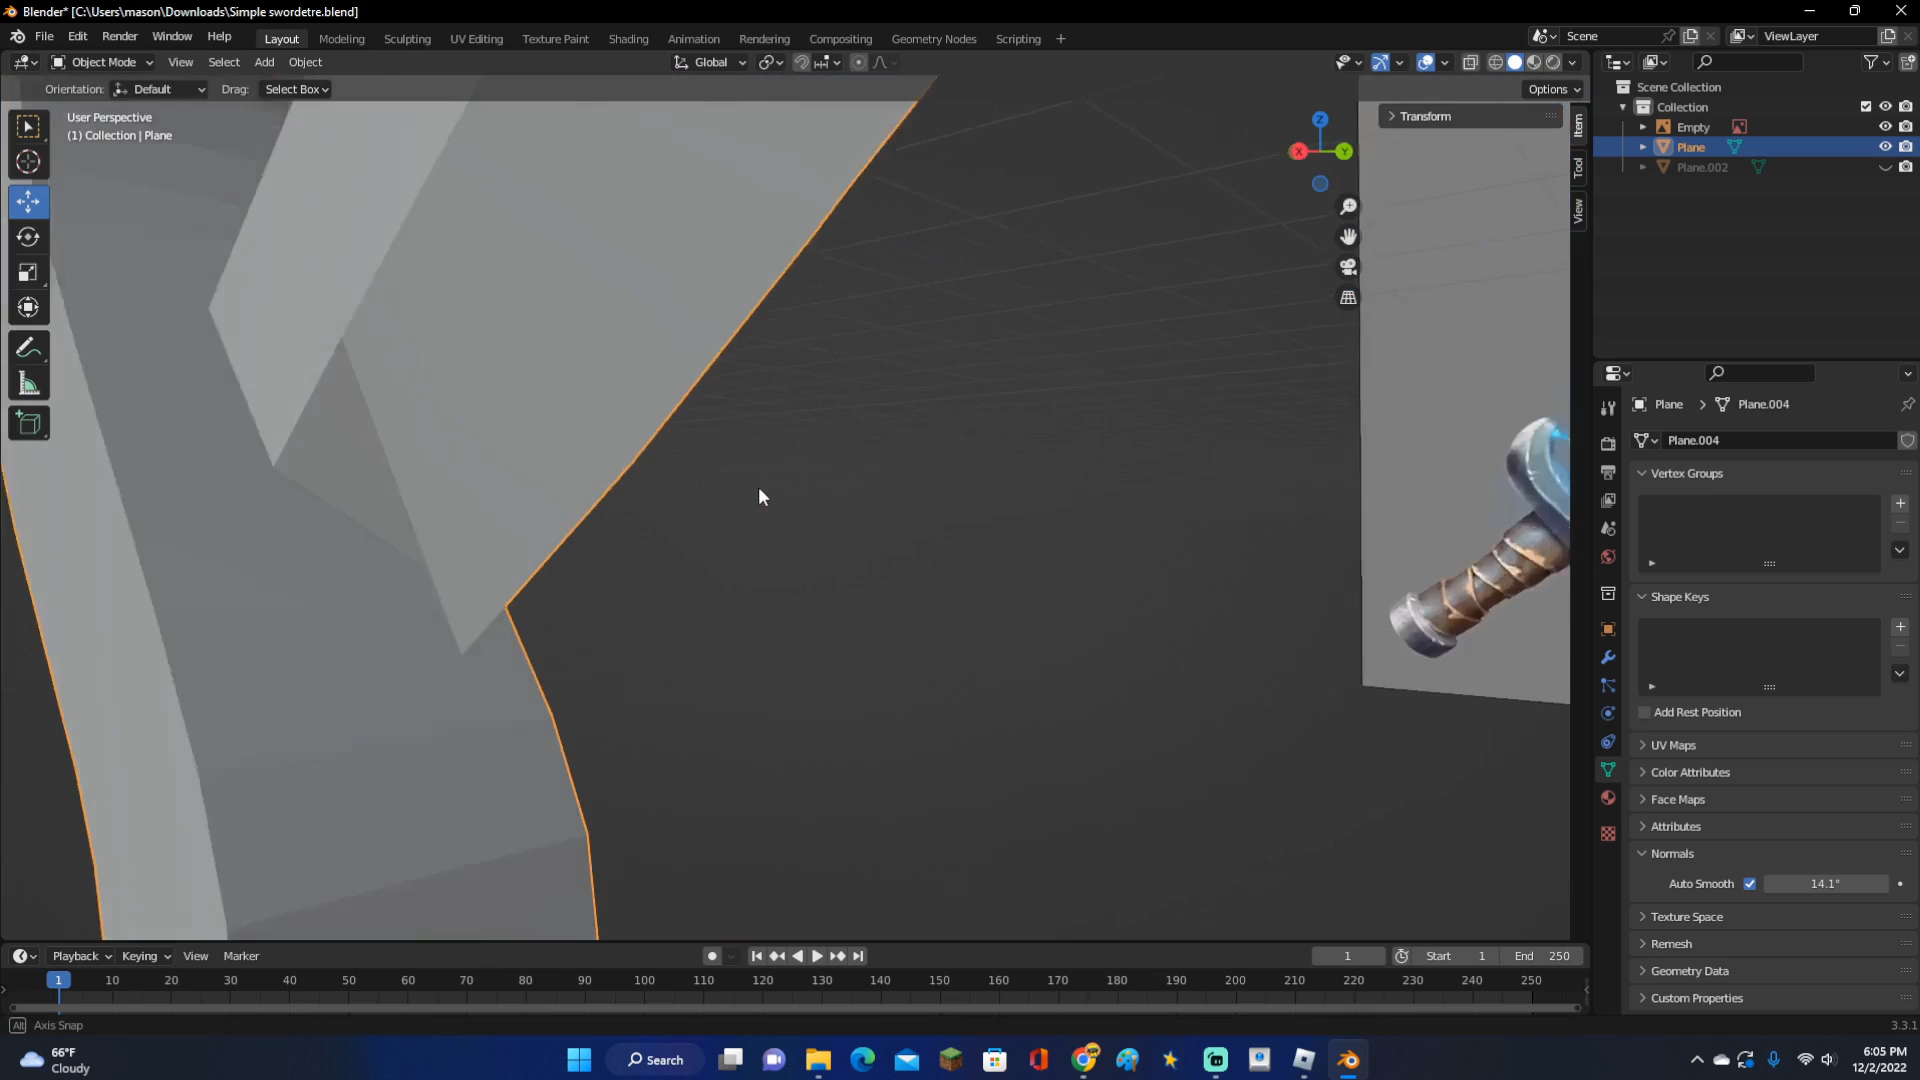 Blender* [C:\Users\mason\Downloads\Simple swordetre.blend]
File Edit Render Window Help Layout Modeling Sculpting UV Editing Texture Paint Shading Animation Rendering Compositing Geometry Nodes Scripting + Scene ViewLayer
Object Mode View Select Add Object Global
Orientation: Default Drag: Select Box Options
User Perspective
(1) Collection | Plane
Transform
Item
Tool
View
X Y Z
Scene Collection
Collection
Empty
Plane
Plane.002
Plane > Plane.004
Plane.004
Vertex Groups
Shape Keys
Add Rest Position
UV Maps
Color Attributes
Face Maps
Attributes
Normals
Auto Smooth 14.1°
Texture Space
Remesh
Geometry Data
Custom Properties
Playback Keying View Marker 1 Start 1 End 250
1 10 20 30 40 50 60 70 80 90 100 110 120 130 140 150 160 170 180 190 200 210 220 230 240 250
Alt Axis Snap 3.3.1
66°F
Cloudy
Search
6:05 PM
12/2/2022